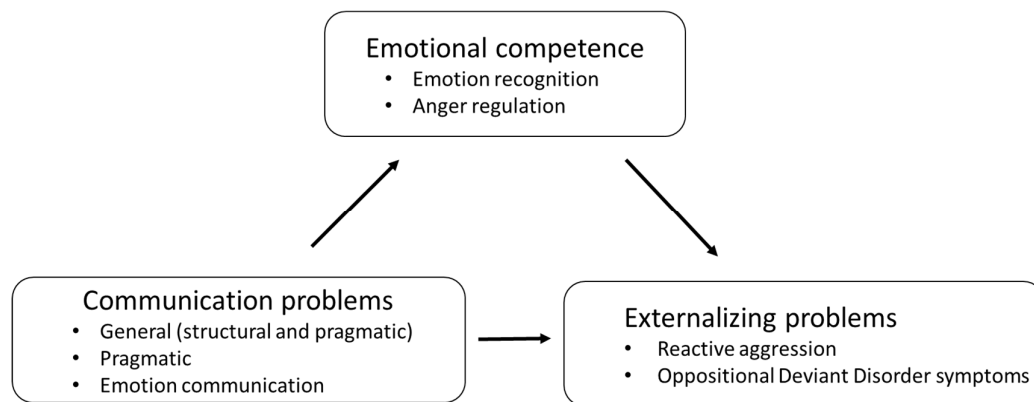 Emotional competence
• Emotion recognition
• Anger regulation
Communication problems
• General (structural and pragmatic)
• Pragmatic
• Emotion communication
Externalizing problems
• Reactive aggression
• Oppositional Deviant Disorder symptoms